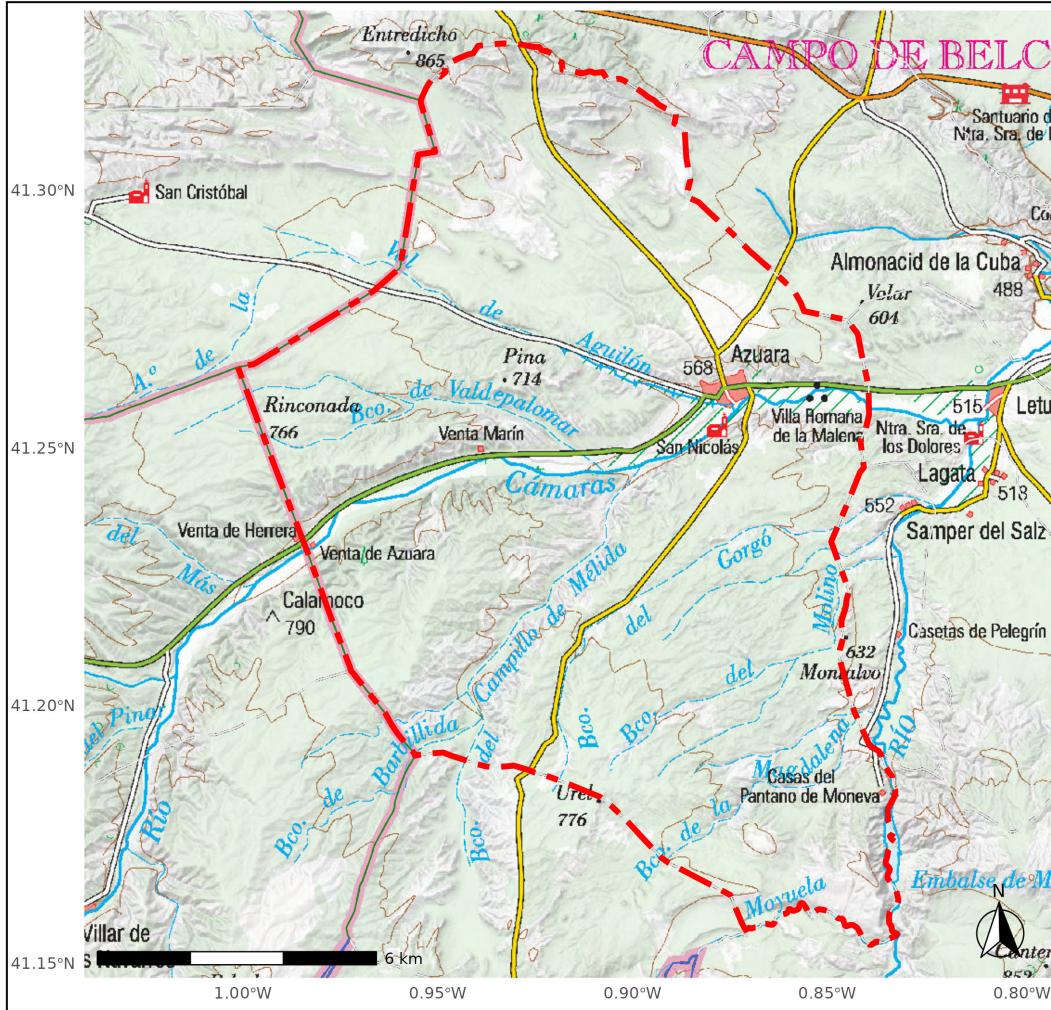 Entredicho
865
CAMPO DE BELC
Santuario d
Ntra. Sra. de
41.30°N
San Cristóbal
Almonacid de la Cuba
488
Volar
604
Vl.
de
Aguilón
la
de
A.º
Pina
714
568
Azuara
Bco. de Valdepalomar
Rinconada
766
Villa Romana
de la Malena
515
Letu
41.25°N
Venta Marín
San Nicolás
Ntra. Sra. de
los Dolores
Lagata
513
Cámaras
552
Samper del Salz
Venta de Herrera
Venta de Azuara
del
Más
Calamoco
790
Gorgó
del
Bco.
Molino
Campillo de Mélida
del
Bco.
Casetas de Pelegrín
632
Montalvo
del
Bco.
41.20°N
del Pina
Bco. de Barbillida
RÍO
Magdalena
la
de
Bco.
Casas del
Pantano de Moneva
Urel
776
Río
Moyuela
Embalse de M
N
Villar de
6 km
41.15°N
1.00°W
0.95°W
0.90°W
0.85°W
0.80°W